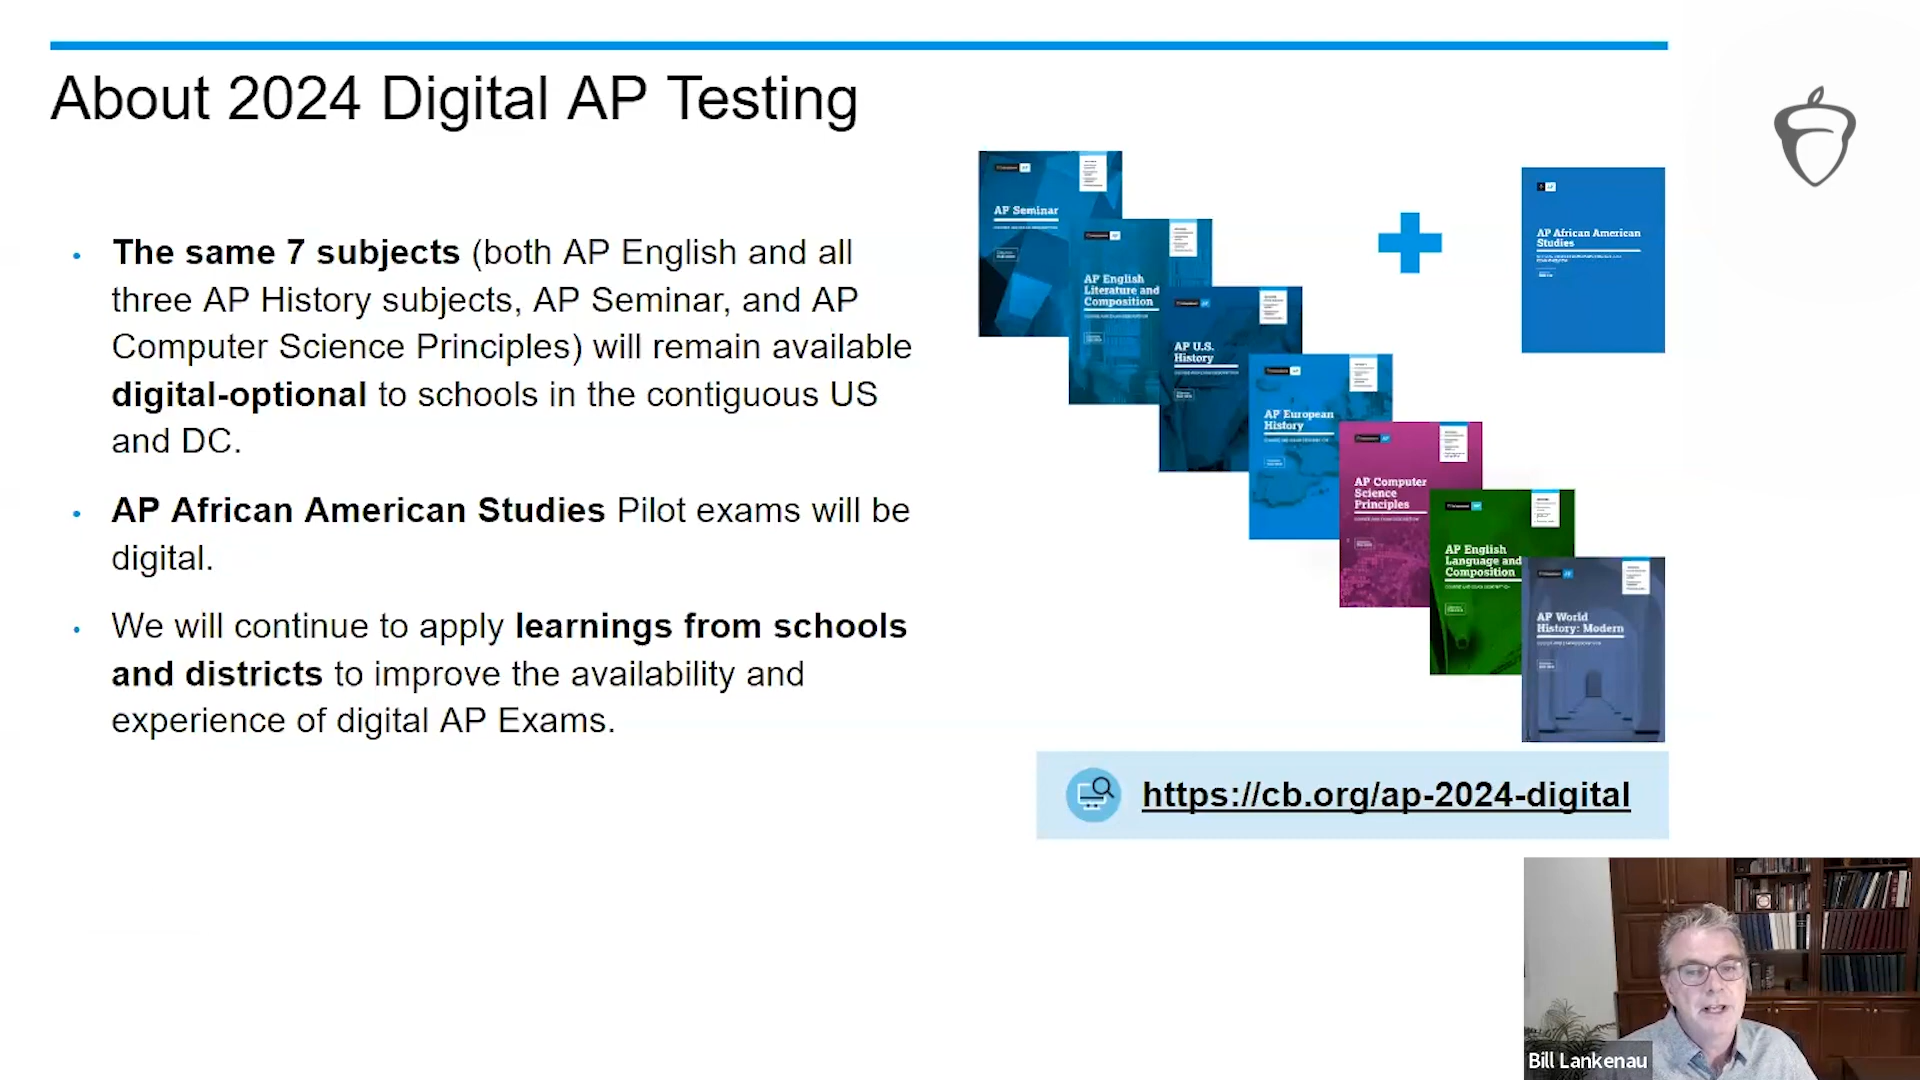 About 2024 Digital AP Testing
• The same 7 subjects (both AP English and all
three AP History subjects, AP Seminar, and AP
Computer Science Principles) will remain available
digital-optional to schools in the contiguous US
and DC.
• AP African American Studies Pilot exams will be
digital.
• We will continue to apply learnings from schools
and districts to improve the availability and
experience of digital AP Exams.
AP Seminar
AP English
Literature and
Composition
AP U.S.
History
AP European
History
AP Computer
Science
Principles
AP English
Language and
Composition
AP World
History: Modern
AP African American
Studies
https://cb.org/ap-2024-digital
Bill Lankenau